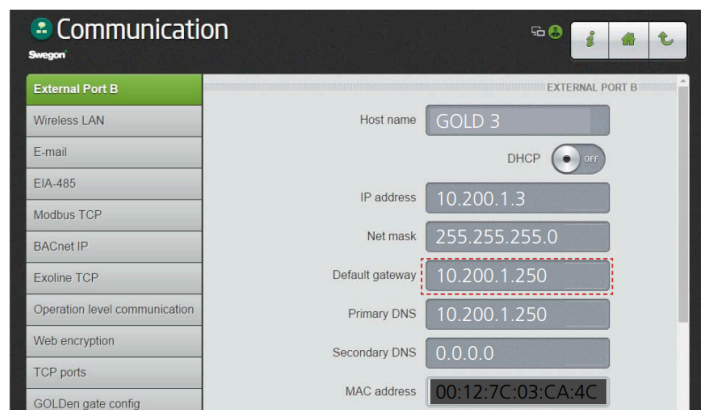 Communication
Swegon
External Port B
Wireless LAN
E-mail
EIA-485
Modbus TCP
BACnet IP
Exoline TCP
Operation level communication
Web encryption
TCP ports
GOLDen gate config
EXTERNAL PORT B
Host name GOLD 3
DHCP OFF
IP address 10.200.1.3
Net mask 255.255.255.0
Default gateway 10.200.1.250
Primary DNS 10.200.1.250
Secondary DNS 0.0.0.0
MAC address 00:12:7C:03:CA:4C